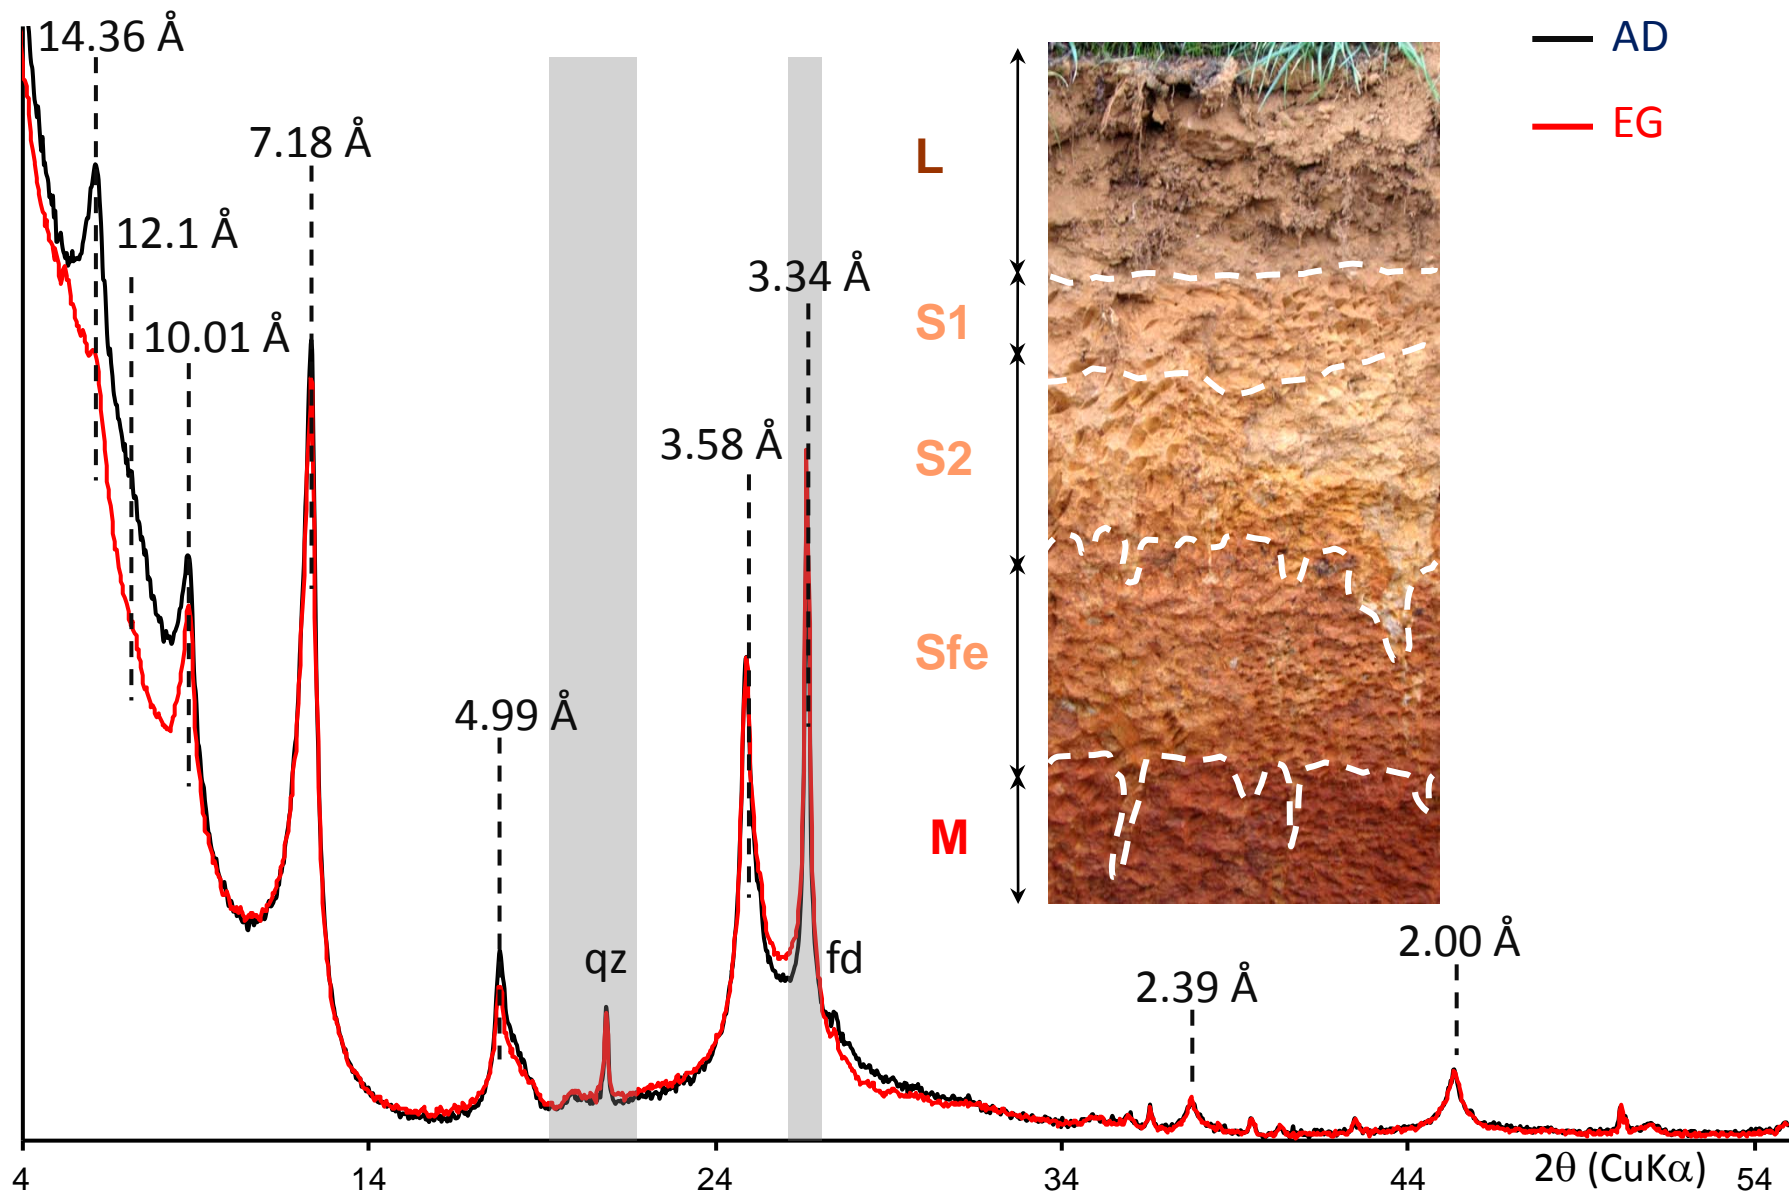 14.36 Å
12.1 Å
10.01 Å
7.18 Å
4.99 Å
qz
3.58 Å
3.34 Å
fd
L
S1
S2
Sfe
M
AD
EG
2.39 Å
2.00 Å
4
14
24
34
44
54
2θ (CuKα)